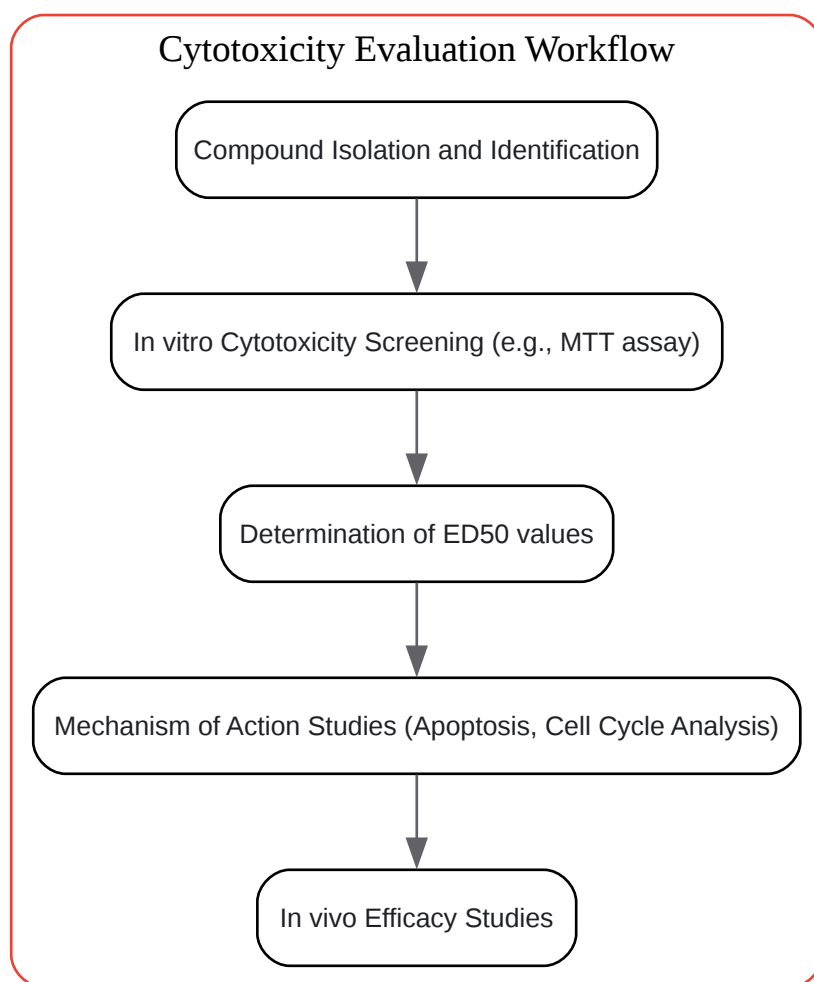 Cytotoxicity Evaluation Workflow
Compound Isolation and Identification
In vitro Cytotoxicity Screening (e.g., MTT assay)
Determination of ED50 values
Mechanism of Action Studies (Apoptosis, Cell Cycle Analysis)
In vivo Efficacy Studies